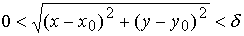 0 < √((x − x₀)² + (y − y₀)²) < δ